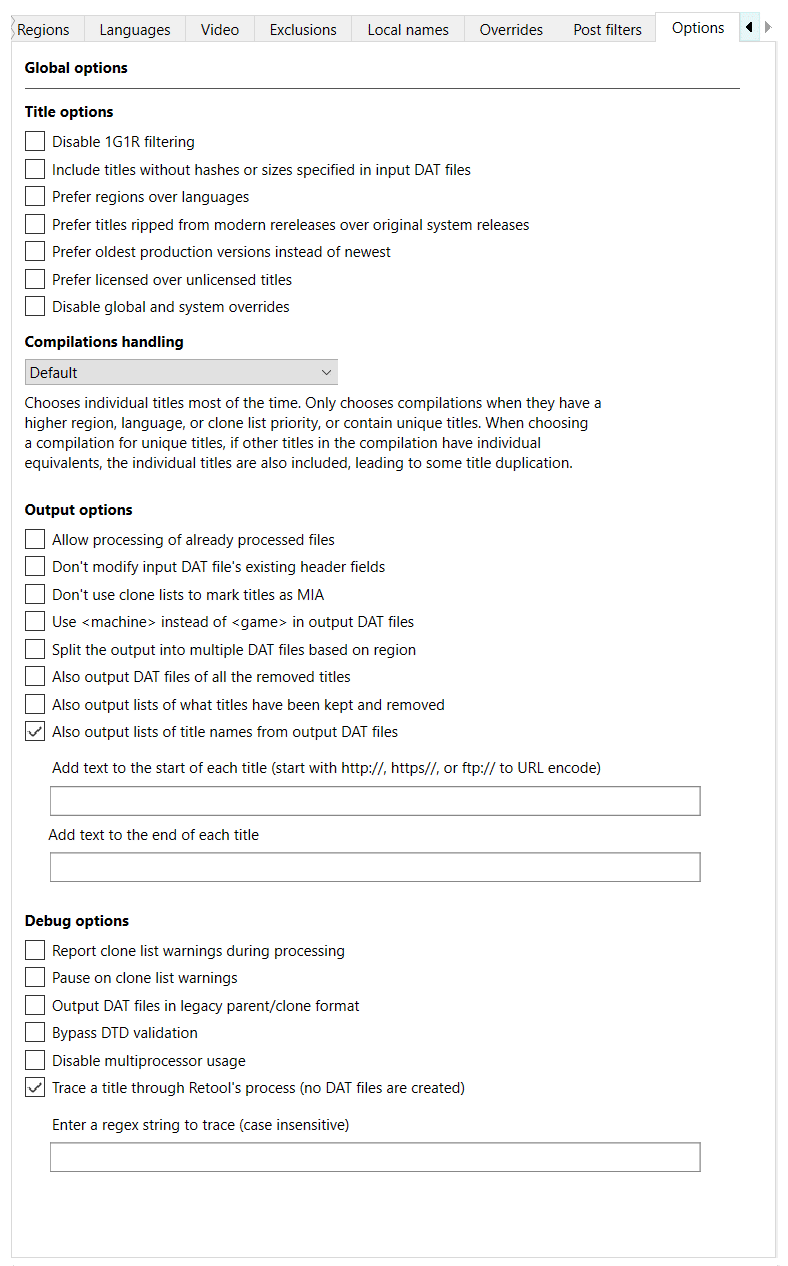 Regions Languages Video Exclusions Local names Overrides Post filters Options
Global options
Title options
Disable 1G1R filtering
Include titles without hashes or sizes specified in input DAT files
Prefer regions over languages
Prefer titles ripped from modern rereleases over original system releases
Prefer oldest production versions instead of newest
Prefer licensed over unlicensed titles
Disable global and system overrides
Compilations handling
Default
Chooses individual titles most of the time. Only chooses compilations when they have a
higher region, language, or clone list priority, or contain unique titles. When choosing
a compilation for unique titles, if other titles in the compilation have individual
equivalents, the individual titles are also included, leading to some title duplication.
Output options
Allow processing of already processed files
Don't modify input DAT file's existing header fields
Don't use clone lists to mark titles as MIA
Use <machine> instead of <game> in output DAT files
Split the output into multiple DAT files based on region
Also output DAT files of all the removed titles
Also output lists of what titles have been kept and removed
Also output lists of title names from output DAT files
Add text to the start of each title (start with http://, https//, or ftp:// to URL encode)
Add text to the end of each title
Debug options
Report clone list warnings during processing
Pause on clone list warnings
Output DAT files in legacy parent/clone format
Bypass DTD validation
Disable multiprocessor usage
Trace a title through Retool's process (no DAT files are created)
Enter a regex string to trace (case insensitive)